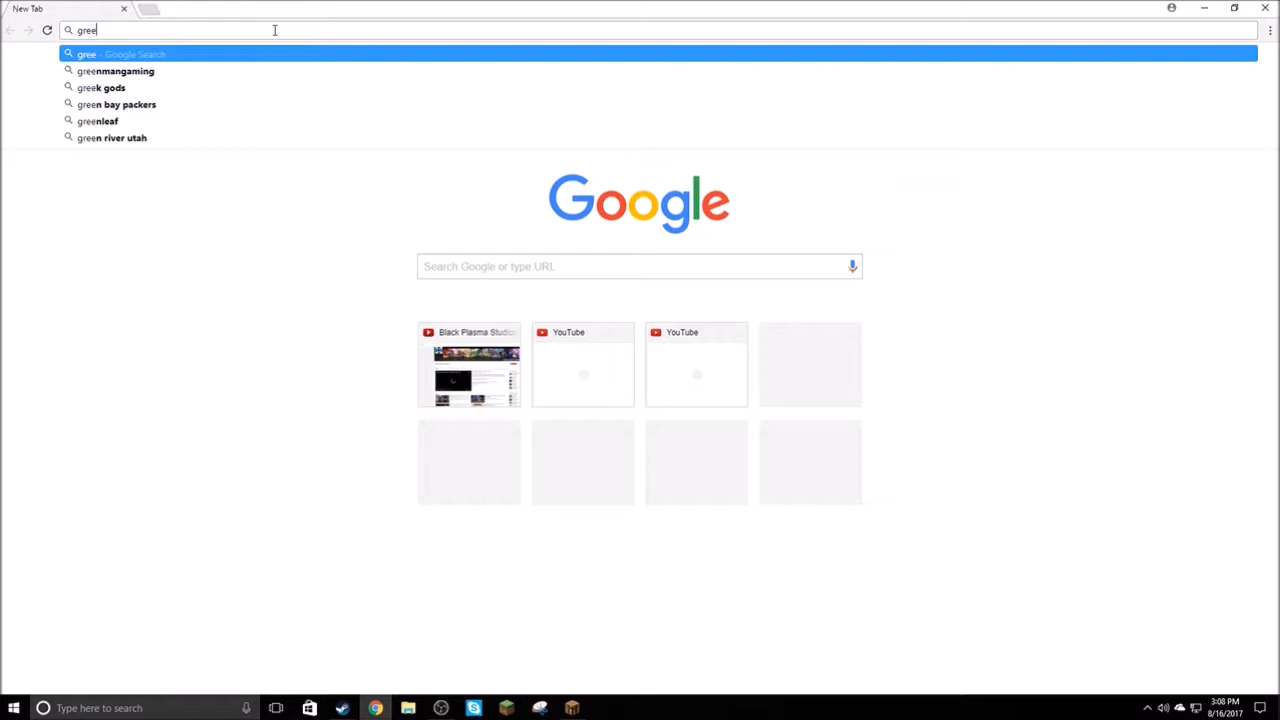 New Tab
gree
gree - Google Search
greenmangaming
greek gods
green bay packers
greenleaf
green river utah
Google
Search Google or type URL
Black Plasma Studios
YouTube
YouTube
Type here to search
3:08 PM
8/16/2017